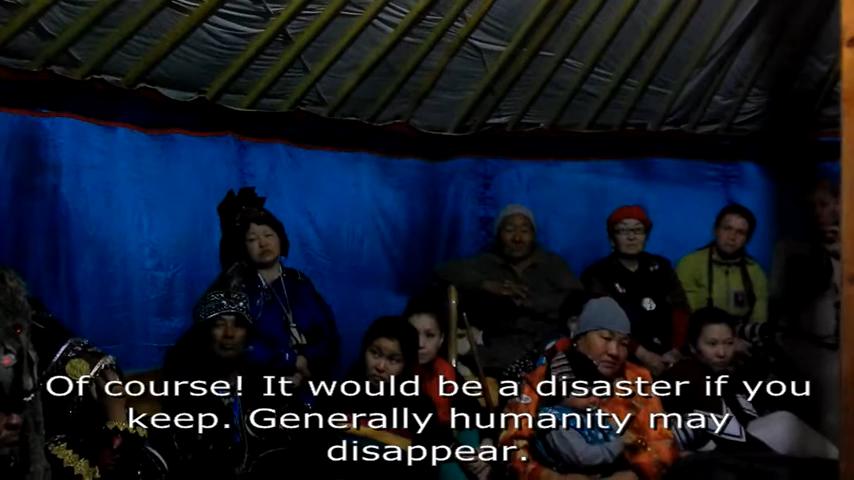 Of course! It would be a disaster if you
keep. Generally humanity may
disappear.